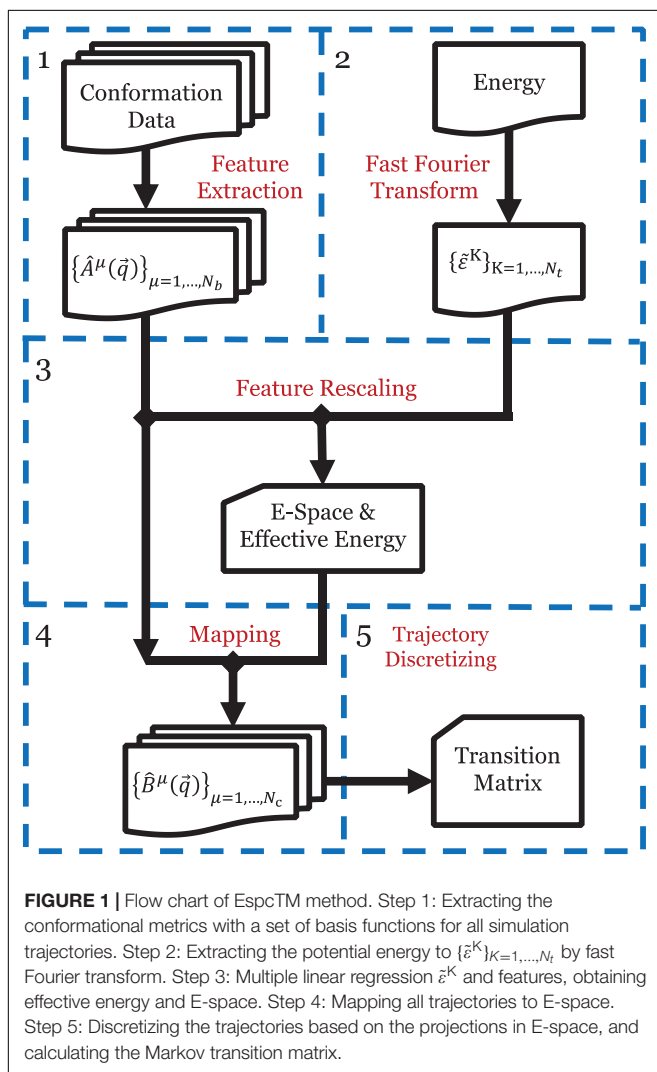 1
2
Conformation
Data
Energy
Feature
Extraction
Fast Fourier
Transform
{Â^μ(q⃗)}_{μ=1,…,N_b}
{ε̃^K}_{K=1,…,N_t}
3
Feature Rescaling
E-Space &
Effective Energy
4
Mapping
5
Trajectory
Discretizing
{B̂^μ(q⃗)}_{μ=1,…,N_c}
Transition
Matrix
FIGURE 1 | Flow chart of EspcTM method. Step 1: Extracting the
conformational metrics with a set of basis functions for all simulation
trajectories. Step 2: Extracting the potential energy to {ε̃^K}_{K=1,…,N_t} by fast
Fourier transform. Step 3: Multiple linear regression ε̃^K and features, obtaining
effective energy and E-space. Step 4: Mapping all trajectories to E-space.
Step 5: Discretizing the trajectories based on the projections in E-space, and
calculating the Markov transition matrix.